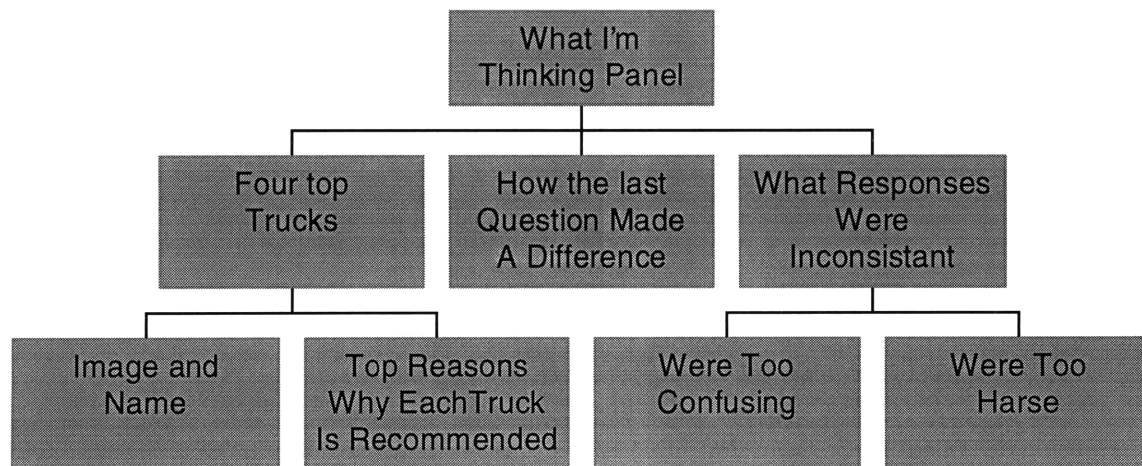 What I'm
Thinking Panel
Four top
Trucks
How the last
Question Made
A Difference
What Responses
Were
Inconsistant
Image and
Name
Top Reasons
Why EachTruck
Is Recommended
Were Too
Confusing
Were Too
Harse